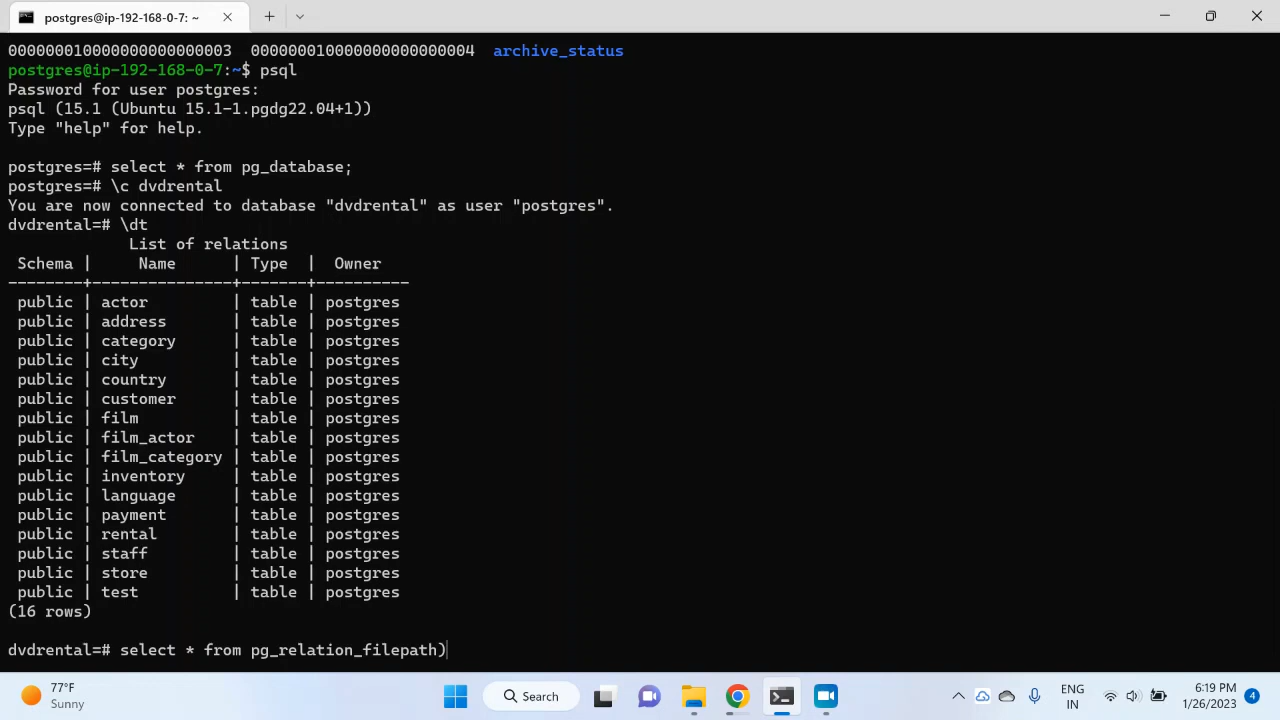 postgres@ip-192-168-0-7: ~
000000010000000000000003  000000010000000000000004  archive_status
postgres@ip-192-168-0-7:~$ psql
Password for user postgres:
psql (15.1 (Ubuntu 15.1-1.pgdg22.04+1))
Type "help" for help.
postgres=# select * from pg_database;
postgres=# \c dvdrental
You are now connected to database "dvdrental" as user "postgres".
dvdrental=# \dt
List of relations
Schema |     Name      | Type  |  Owner
--------+---------------+-------+----------
public | actor         | table | postgres
public | address       | table | postgres
public | category      | table | postgres
public | city          | table | postgres
public | country       | table | postgres
public | customer      | table | postgres
public | film          | table | postgres
public | film_actor    | table | postgres
public | film_category | table | postgres
public | inventory     | table | postgres
public | language      | table | postgres
public | payment       | table | postgres
public | rental        | table | postgres
public | staff         | table | postgres
public | store         | table | postgres
public | test          | table | postgres
(16 rows)
dvdrental=# select * from pg_relation_filepath)
77°F
Sunny
Search
ENG
IN
6:19 PM
1/26/2023
4